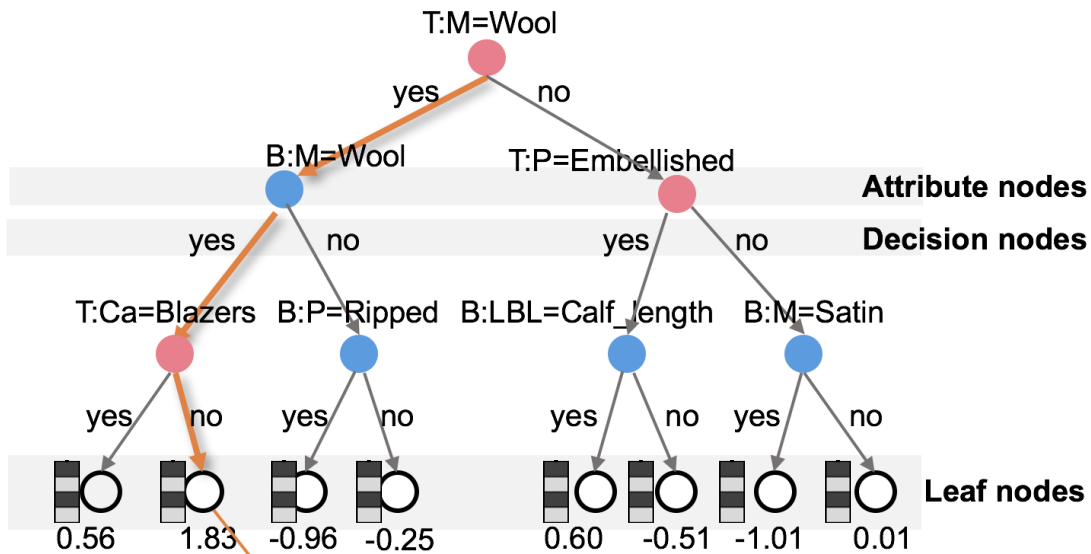 T:M=Wool
yes no
B:M=Wool T:P=Embellished
Attribute nodes
yes no yes no Decision nodes
T:Ca=Blazers B:P=Ripped B:LBL=Calf_length B:M=Satin
yes no yes no yes no yes no
Leaf nodes
0.56 1.83 -0.96 -0.25 0.60 -0.51 -1.01 0.01